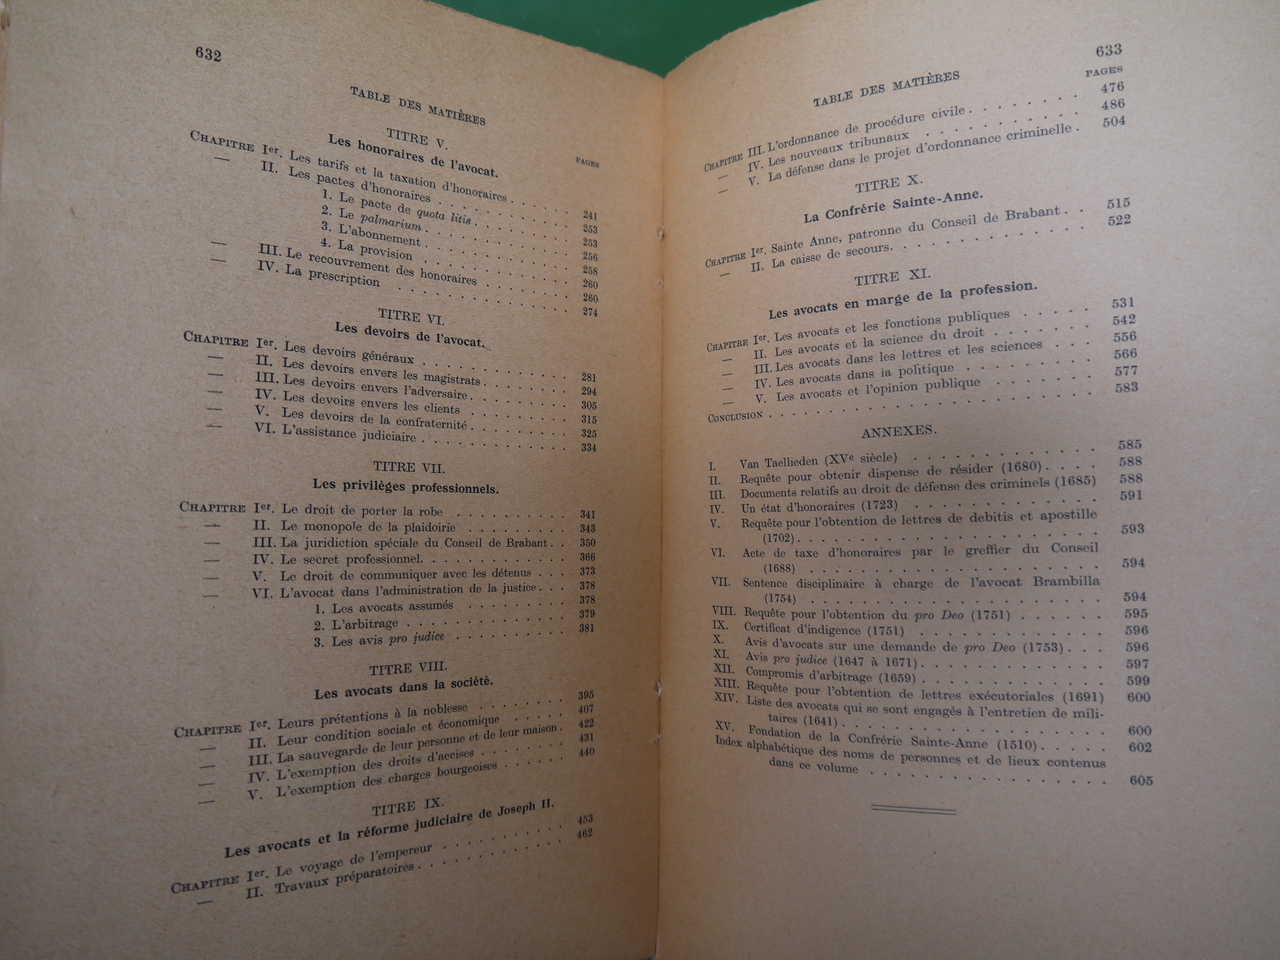 632
TABLE DES MATIÈRES
TITRE V.
Les honoraires de l'avocat.
PAGES
CHAPITRE Ier. Les tarifs et la taxation d'honoraires . . . . . . 241
— II. Les pactes d'honoraires . . . . . . . . . . . 253
1. Le pacte de quota litis . . . . . . . . . . 253
2. Le palmarium . . . . . . . . . . . . . 256
3. L'abonnement . . . . . . . . . . . . . 258
4. La provision . . . . . . . . . . . . . 260
— III. Le recouvrement des honoraires . . . . . . . . 260
— IV. La prescription . . . . . . . . . . . . . . 274
TITRE VI.
Les devoirs de l'avocat.
CHAPITRE Ier. Les devoirs généraux . . . . . . . . . . . . 281
— II. Les devoirs envers les magistrats . . . . . . . . 294
— III. Les devoirs envers l'adversaire . . . . . . . . . 305
— IV. Les devoirs envers les clients . . . . . . . . . 315
— V. Les devoirs de la confraternité . . . . . . . . . 325
— VI. L'assistance judiciaire . . . . . . . . . . . . 334
TITRE VII.
Les privilèges professionnels.
CHAPITRE Ier. Le droit de porter la robe . . . . . . . . . . 341
— II. Le monopole de la plaidoirie . . . . . . . . . 343
— III. La juridiction spéciale du Conseil de Brabant . . 350
— IV. Le secret professionnel. . . . . . . . . . . . 366
— V. Le droit de communiquer avec les détenus . . . 373
— VI. L'avocat dans l'administration de la justice . . . 378
1. Les avocats assumés . . . . . . . . . 378
2. L'arbitrage . . . . . . . . . . . . . 379
3. Les avis pro judice . . . . . . . . . . 381
TITRE VIII.
Les avocats dans la société.
CHAPITRE Ier. Leurs prétentions à la noblesse . . . . . . . . 395
— II. Leur condition sociale et économique . . . . . . 407
— III. La sauvegarde de leur personne et de leur maison . 422
— IV. L'exemption des droits d'accises . . . . . . . . 431
— V. L'exemption des charges bourgeoises . . . . . . 440
TITRE IX.
Les avocats et la réforme judiciaire de Joseph II.
CHAPITRE Ier. Le voyage de l'empereur . . . . . . . . . . 453
— II. Travaux préparatoires . . . . . . . . . . . . 462
633
TABLE DES MATIÈRES
PAGES
CHAPITRE III. L'ordonnance de procédure civile . . . . . . . . 476
— IV. Les nouveaux tribunaux . . . . . . . . . . . 486
— V. La défense dans le projet d'ordonnance criminelle . 504
TITRE X.
La Confrérie Sainte-Anne.
CHAPITRE Ier. Sainte Anne, patronne du Conseil de Brabant . . 515
— II. La caisse de secours. . . . . . . . . . . . . 522
TITRE XI.
Les avocats en marge de la profession.
CHAPITRE Ier. Les avocats et les fonctions publiques . . . . . 531
— II. Les avocats et la science du droit . . . . . . . 542
— III. Les avocats dans les lettres et les sciences . . . 556
— IV. Les avocats dans la politique . . . . . . . . . 566
— V. Les avocats et l'opinion publique . . . . . . . 577
CONCLUSION . . . . . . . . . . . . . . . . . . . . . . 583
ANNEXES.
I. Van Taellieden (XVe siècle) . . . . . . . . . . . . 585
II. Requête pour obtenir dispense de résider (1680) . . . . 588
III. Documents relatifs au droit de défense des criminels (1685) 588
IV. Un état d'honoraires (1723) . . . . . . . . . . . . 591
V. Requête pour l'obtention de lettres de debitis et apostille
(1702). . . . . . . . . . . . . . . . . . . . 593
VI. Acte de taxe d'honoraires par le greffier du Conseil
(1688) . . . . . . . . . . . . . . . . . . . . 594
VII. Sentence disciplinaire à charge de l'avocat Brambilla
(1754) . . . . . . . . . . . . . . . . . . . . 594
VIII. Requête pour l'obtention du pro Deo (1751) . . . . . . 595
IX. Certificat d'indigence (1751) . . . . . . . . . . . . 596
X. Avis d'avocats sur une demande de pro Deo (1753) . . . 596
XI. Avis pro judice (1647 à 1671) . . . . . . . . . . . . 597
XII. Compromis d'arbitrage (1659) . . . . . . . . . . . . 599
XIII. Requête pour l'obtention de lettres exécutoriales (1691) 600
XIV. Liste des avocats qui se sont engagés à l'entretien de mili-
taires (1641) . . . . . . . . . . . . . . . . . 600
XV. Fondation de la Confrérie Sainte-Anne (1510) . . . . . 602
Index alphabétique des noms de personnes et de lieux contenus
dans ce volume . . . . . . . . . . . . . . . . 605